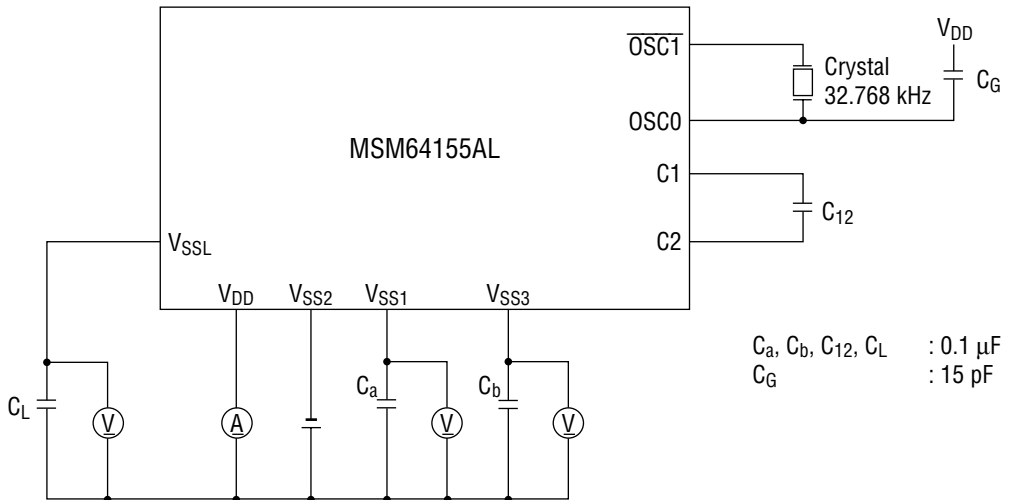 V_DD
OSC1
Crystal
32.768 kHz
C_G
OSC0
MSM64155AL
C1
C_12
C2
V_SSL
V_DD V_SS2 V_SS1 V_SS3
C_a, C_b, C_12, C_L : 0.1 µF
C_G : 15 pF
C_L V A C_a V C_b V